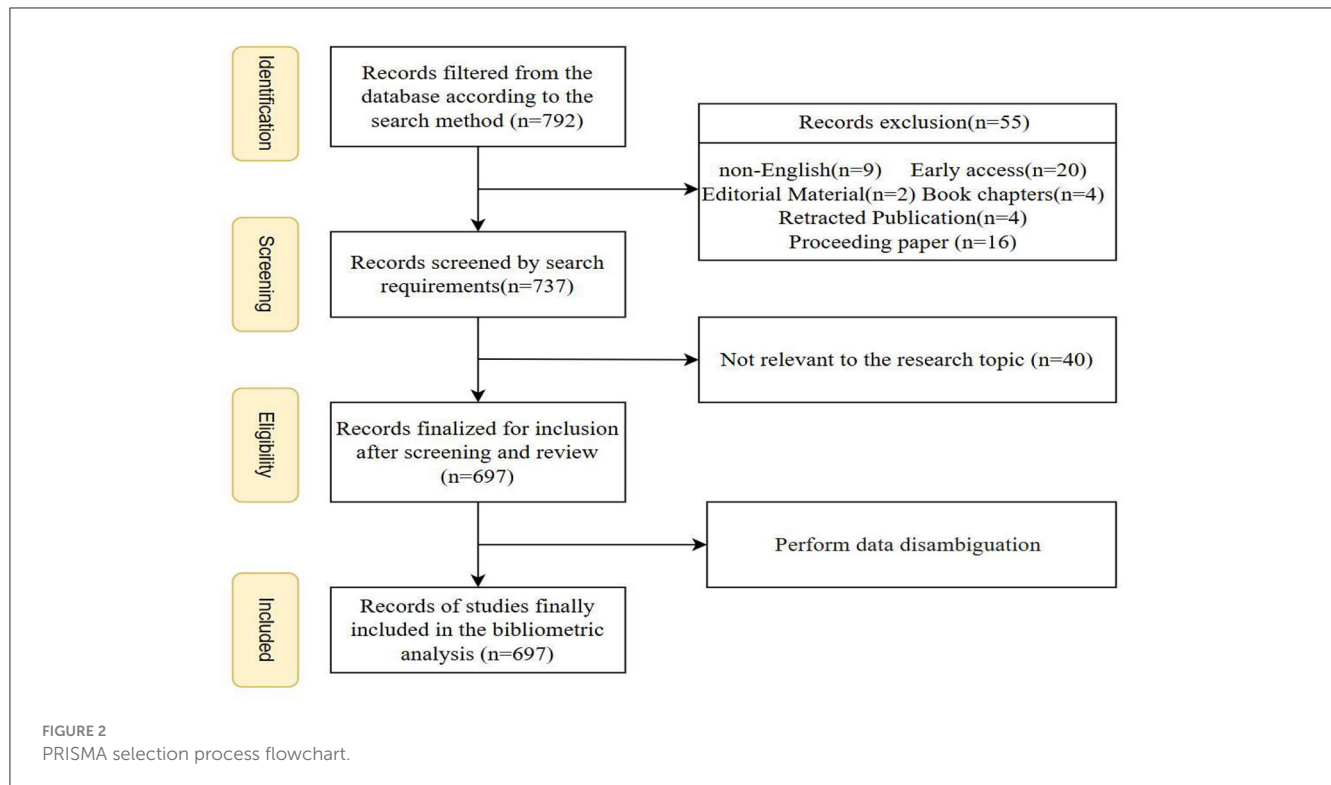 Identification
Records filtered from the
database according to the
search method (n=792)
Records exclusion(n=55)
non-English(n=9) Early access(n=20)
Editorial Material(n=2) Book chapters(n=4)
Retracted Publication(n=4)
Proceeding paper (n=16)
Screening
Records screened by search
requirements(n=737)
Not relevant to the research topic (n=40)
Eligibility
Records finalized for inclusion
after screening and review
(n=697)
Perform data disambiguation
Included
Records of studies finally
included in the bibliometric
analysis (n=697)
FIGURE 2
PRISMA selection process flowchart.